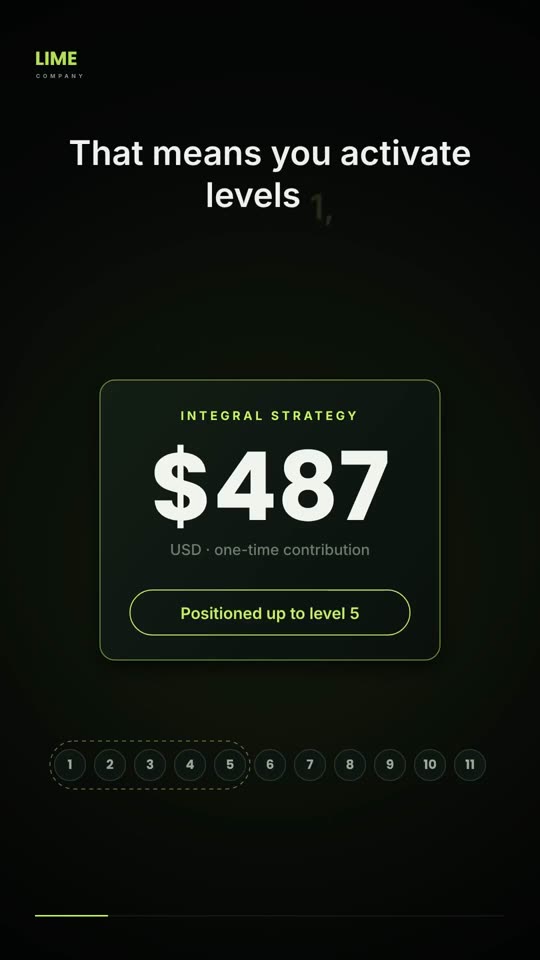 LIME
COMPANY
That means you activate
levels 1,
INTEGRAL STRATEGY
$487
USD · one-time contribution
Positioned up to level 5
1 2 3 4 5 6 7 8 9 10 11